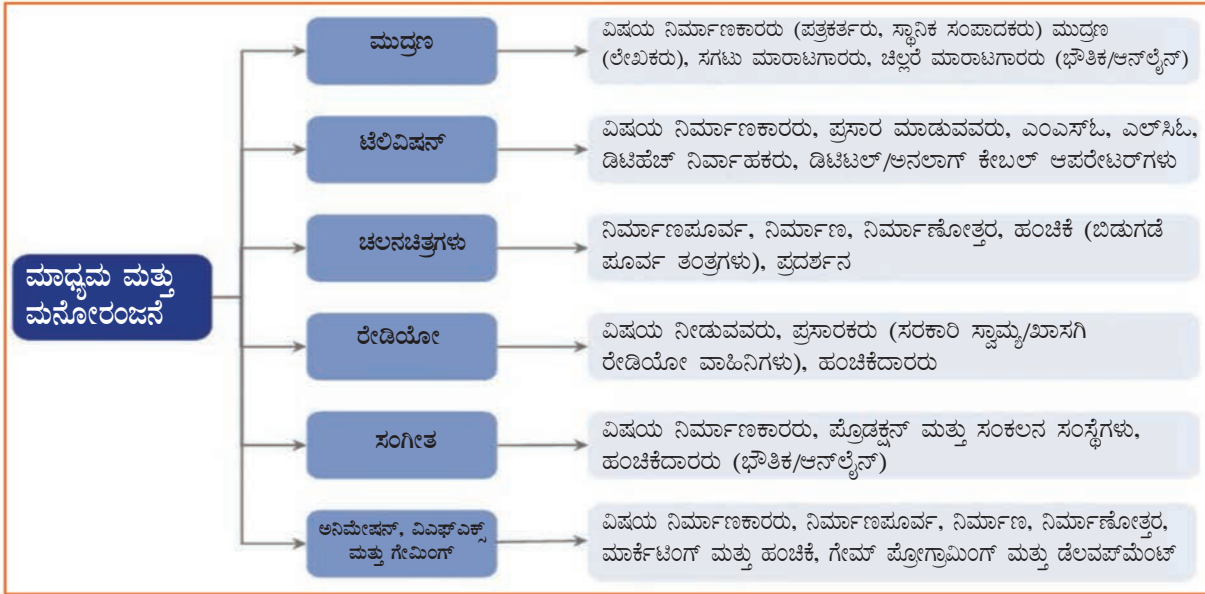 ಮುದ್ರಣ
ವಿಷಯ ನಿರ್ಮಾಣಕಾರರು (ಪತ್ರಕರ್ತರು, ಸ್ಥಾನಿಕ ಸಂಪಾದಕರು) ಮುದ್ರಣ
(ಲೇಖಕರು), ಸಗಟು ಮಾರಾಟಗಾರರು, ಚಿಲ್ಲರೆ ಮಾರಾಟಗಾರರು (ಭೌತಿಕ/ಆನ್‌ಲೈನ್)
ಟೆಲಿವಿಷನ್
ವಿಷಯ ನಿರ್ಮಾಣಕಾರರು, ಪ್ರಸಾರ ಮಾಡುವವರು, ಎಂಎಸ್‌ಓ, ಎಲ್‌ಸಿಓ,
ಡಿಟಿಹೆಚ್ ನಿರ್ವಾಹಕರು, ಡಿಟಿಟಲ್/ಅನಲಾಗ್ ಕೇಬಲ್ ಆಪರೇಟರ್‌ಗಳು
ಚಲನಚಿತ್ರಗಳು
ನಿರ್ಮಾಣಪೂರ್ವ, ನಿರ್ಮಾಣ, ನಿರ್ಮಾಣೋತ್ತರ, ಹಂಚಿಕೆ (ಬಿಡುಗಡೆ
ಪೂರ್ವ ತಂತ್ರಗಳು), ಪ್ರದರ್ಶನ
ಮಾಧ್ಯಮ ಮತ್ತು
ಮನೋರಂಜನೆ
ರೇಡಿಯೋ
ವಿಷಯ ನೀಡುವವರು, ಪ್ರಸಾರಕರು (ಸರಕಾರಿ ಸ್ವಾಮ್ಯ/ಖಾಸಗಿ
ರೇಡಿಯೋ ವಾಹಿನಿಗಳು), ಹಂಚಿಕೆದಾರರು
ಸಂಗೀತ
ವಿಷಯ ನಿರ್ಮಾಣಕಾರರು, ಪ್ರೊಡಕ್ಷನ್ ಮತ್ತು ಸಂಕಲನ ಸಂಸ್ಥೆಗಳು,
ಹಂಚಿಕೆದಾರರು (ಭೌತಿಕ/ಆನ್‌ಲೈನ್)
ಅನಿಮೇಷನ್, ವಿಎಫ್‌ಎಕ್ಸ್
ಮತ್ತು ಗೇಮಿಂಗ್
ವಿಷಯ ನಿರ್ಮಾಣಕಾರರು, ನಿರ್ಮಾಣಪೂರ್ವ, ನಿರ್ಮಾಣ, ನಿರ್ಮಾಣೋತ್ತರ,
ಮಾರ್ಕೆಟಿಂಗ್ ಮತ್ತು ಹಂಚಿಕೆ, ಗೇಮ್ ಪ್ರೋಗ್ರಾಮಿಂಗ್ ಮತ್ತು ಡೆಲವಪ್‌ಮೆಂಟ್